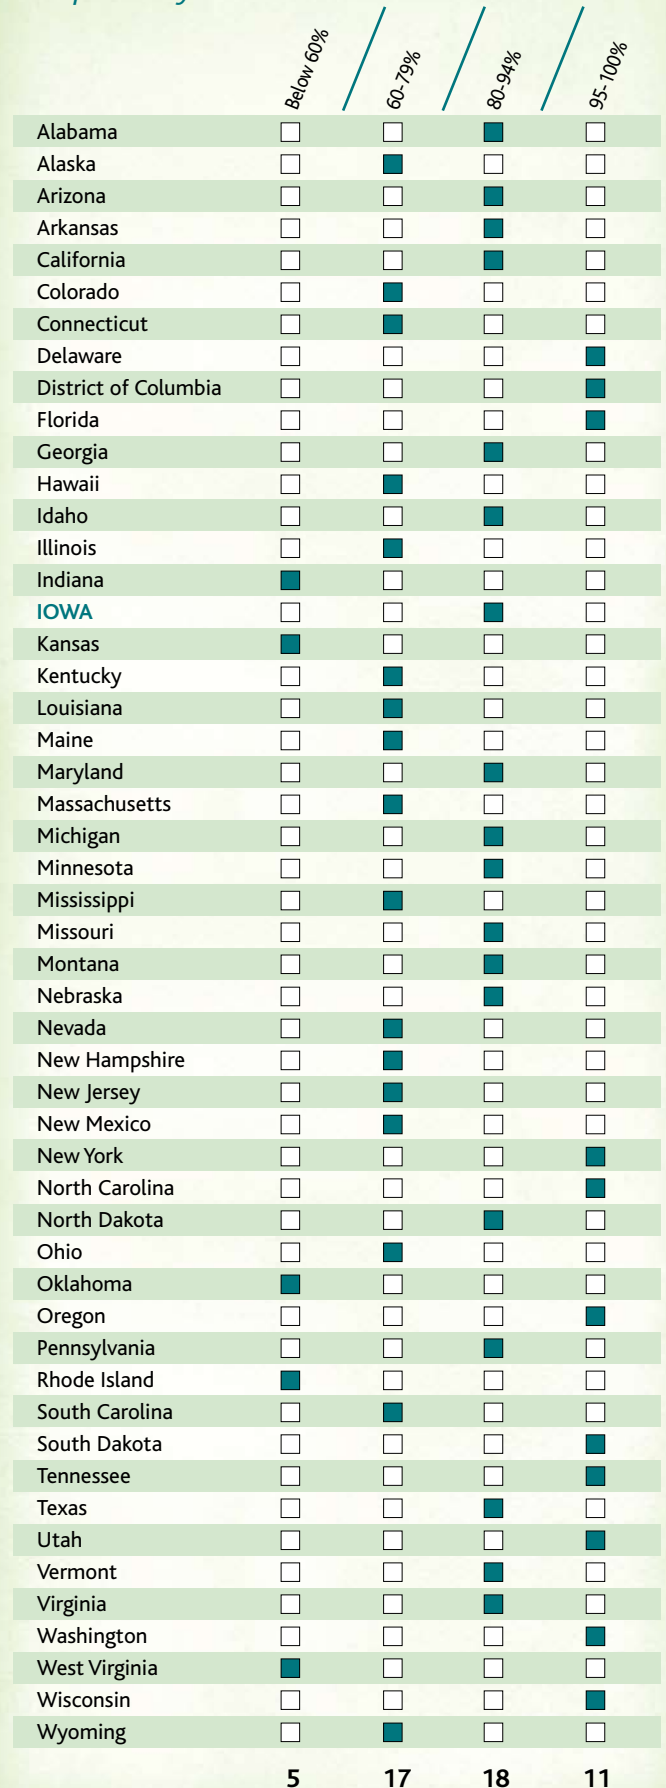 Below 60% 60-79% 80-94% 95-100%
Alabama
Alaska
Arizona
Arkansas
California
Colorado
Connecticut
Delaware
District of Columbia
Florida
Georgia
Hawaii
Idaho
Illinois
Indiana
IOWA
Kansas
Kentucky
Louisiana
Maine
Maryland
Massachusetts
Michigan
Minnesota
Mississippi
Missouri
Montana
Nebraska
Nevada
New Hampshire
New Jersey
New Mexico
New York
North Carolina
North Dakota
Ohio
Oklahoma
Oregon
Pennsylvania
Rhode Island
South Carolina
South Dakota
Tennessee
Texas
Utah
Vermont
Virginia
Washington
West Virginia
Wisconsin
Wyoming
5 17 18 11